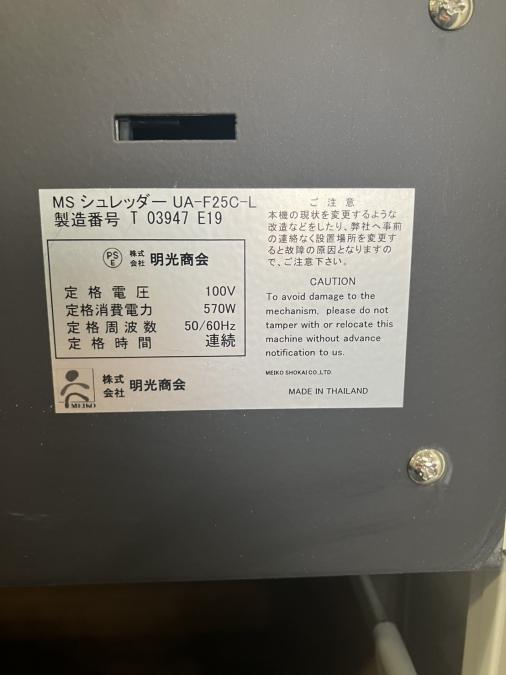 MS シュレッダー UA-F25C-L
製造番号 T 03947 E19
PS
E
株式
会社 明光商会
定格電圧 100V
定格消費電力 570W
定格周波数 50/60Hz
定格時間 連続
MEIKO
株式
会社 明光商会
ご注意
本機の現状を変更するような
改造などをしたり、弊社へ事前
の連絡なく設置場所を変更す
ると故障の原因となりますの
で、ご注意下さい。
CAUTION
To avoid damage to the
mechanism, please do not
tamper with or relocate this
machine without advance
notification to us.
MEIKO SHOKAI CO.,LTD.
MADE IN THAILAND